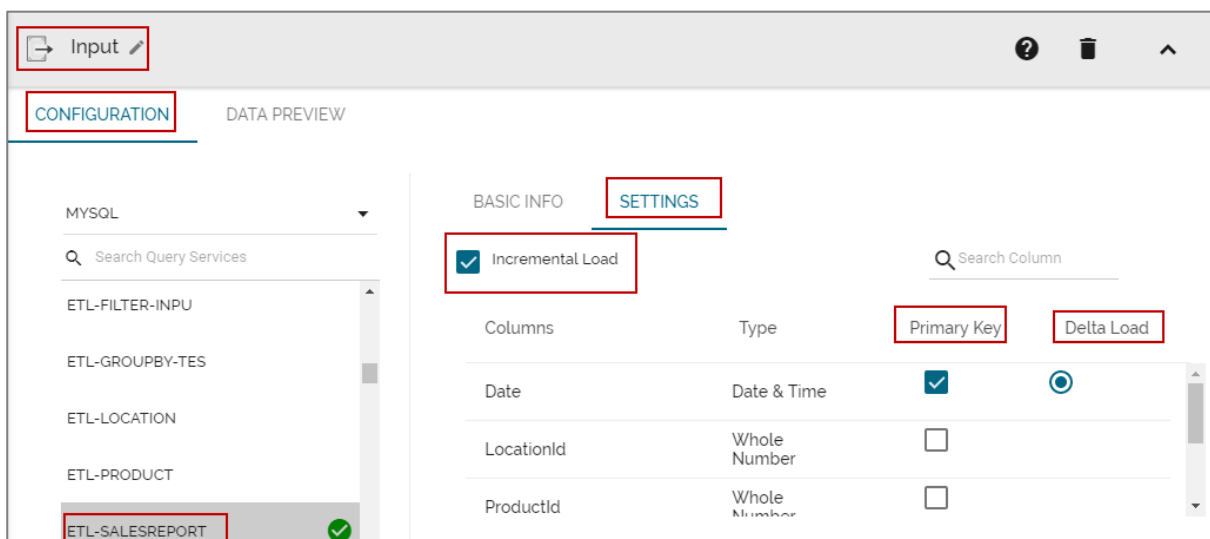 Input
CONFIGURATION
DATA PREVIEW
MYSQL
Search Query Services
ETL-FILTER-INPU
ETL-GROUPBY-TES
ETL-LOCATION
ETL-PRODUCT
ETL-SALESREPORT
BASIC INFO
SETTINGS
Incremental Load
Search Column
Columns
Type
Primary Key
Delta Load
Date
Date & Time
LocationId
Whole
Number
ProductId
Whole
Number